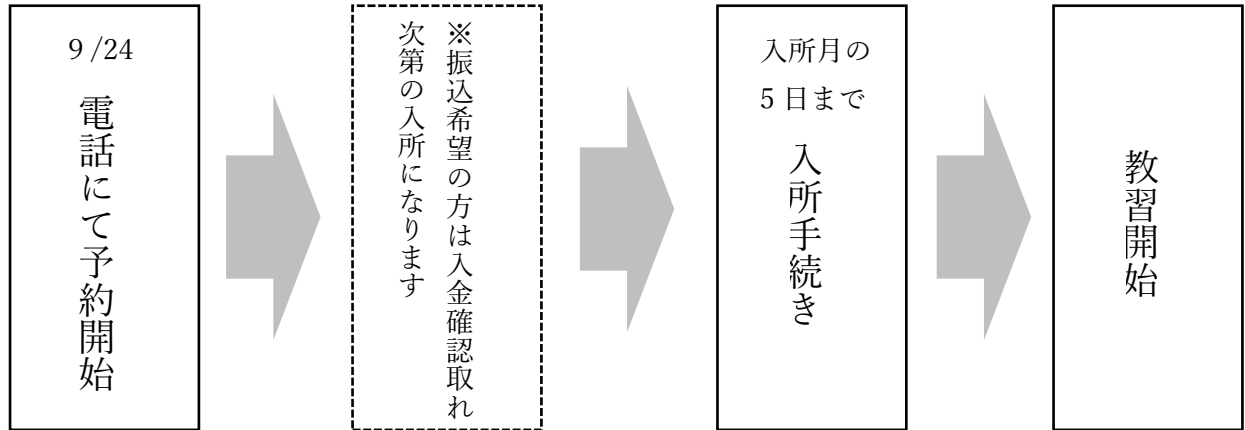 9/24
電話にて予約開始
※振込希望の方は入金確認取れ
次第の入所になります
入所月の
5日まで
入所手続き
教習開始